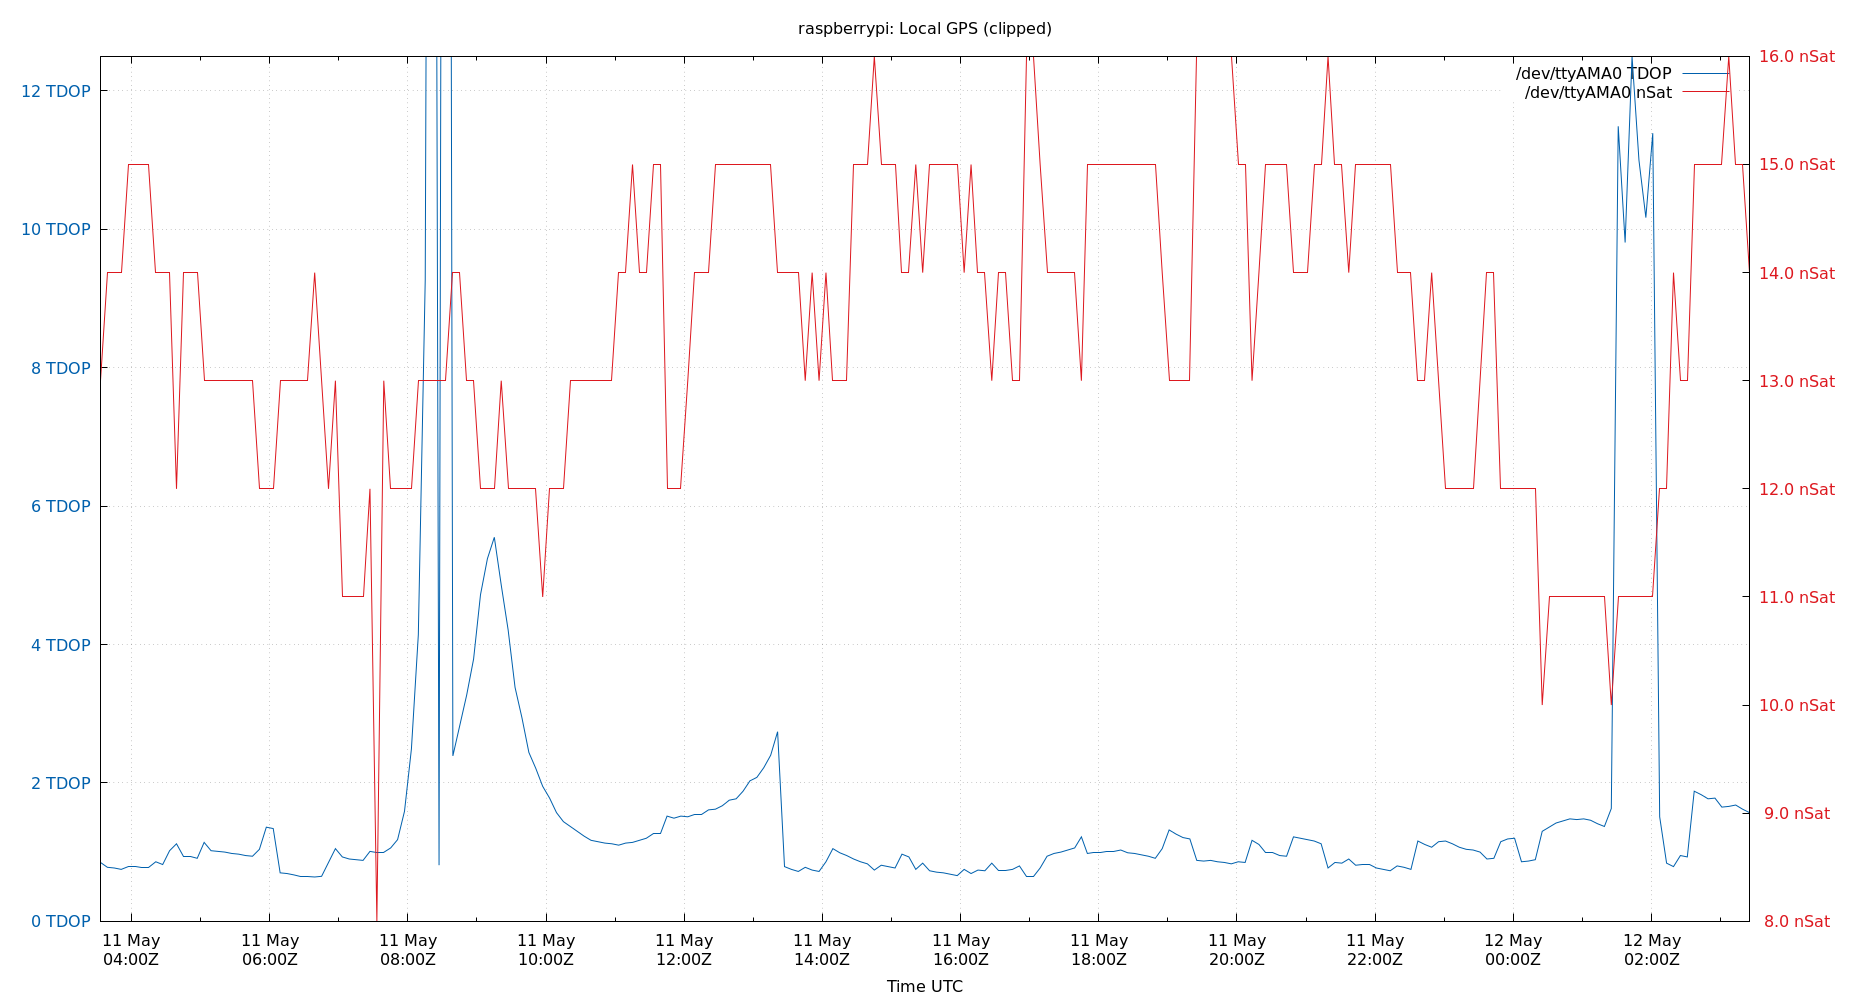 raspberrypi: Local GPS (clipped)
/dev/ttyAMA0 TDOP
/dev/ttyAMA0 nSat
12 TDOP
10 TDOP
8 TDOP
6 TDOP
4 TDOP
2 TDOP
0 TDOP
16.0 nSat
15.0 nSat
14.0 nSat
13.0 nSat
12.0 nSat
11.0 nSat
10.0 nSat
9.0 nSat
8.0 nSat
11 May
04:00Z
11 May
06:00Z
11 May
08:00Z
11 May
10:00Z
11 May
12:00Z
11 May
14:00Z
11 May
16:00Z
11 May
18:00Z
11 May
20:00Z
11 May
22:00Z
12 May
00:00Z
12 May
02:00Z
Time UTC